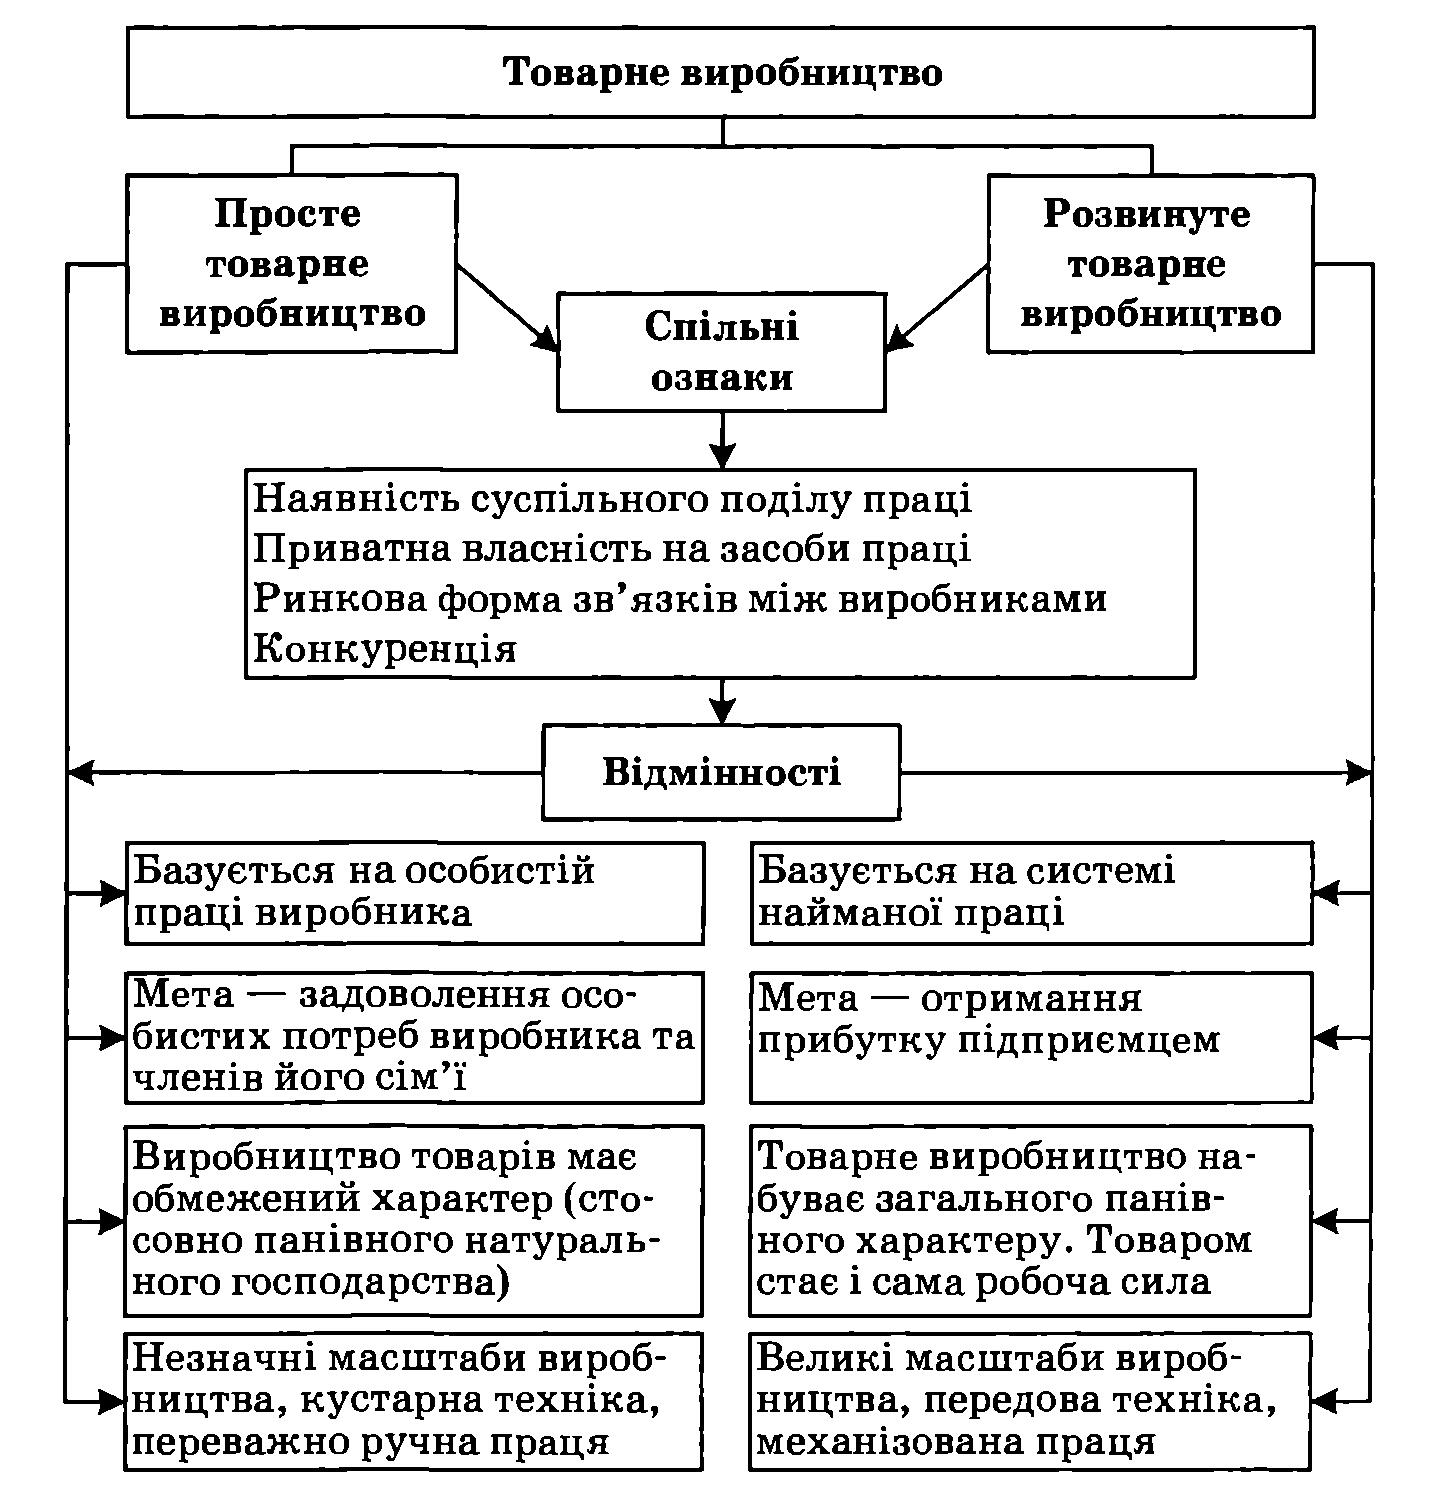 Товарне виробництво
Просте
товарне
виробництво
Розвинуте
товарне
виробництво
Спільні
ознаки
Наявність суспільного поділу праці
Приватна власність на засоби праці
Ринкова форма зв’язків між виробниками
Конкуренція
Відмінності
Базується на особистій
праці виробника
Базується на системі
найманої праці
Мета — задоволення осо-
бистих потреб виробника та
членів його сім’ї
Мета — отримання
прибутку підприємцем
Виробництво товарів має
обмежений характер (сто-
совно панівного натураль-
ного господарства)
Товарне виробництво на-
буває загального панів-
ного характеру. Товаром
стає і сама робоча сила
Незначні масштаби вироб-
ництва, кустарна техніка,
переважно ручна праця
Великі масштаби вироб-
ництва, передова техніка,
механізована праця